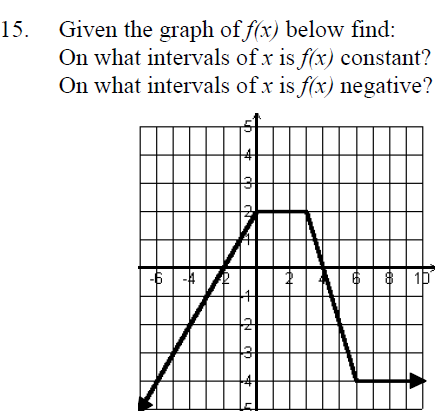 15. Given the graph of f(x) below find:
On what intervals of x is f(x) constant?
On what intervals of x is f(x) negative?
5
4
3
2
1
-6 -4 -2 2 4 6 8 10
-1
-2
-3
-4
-5